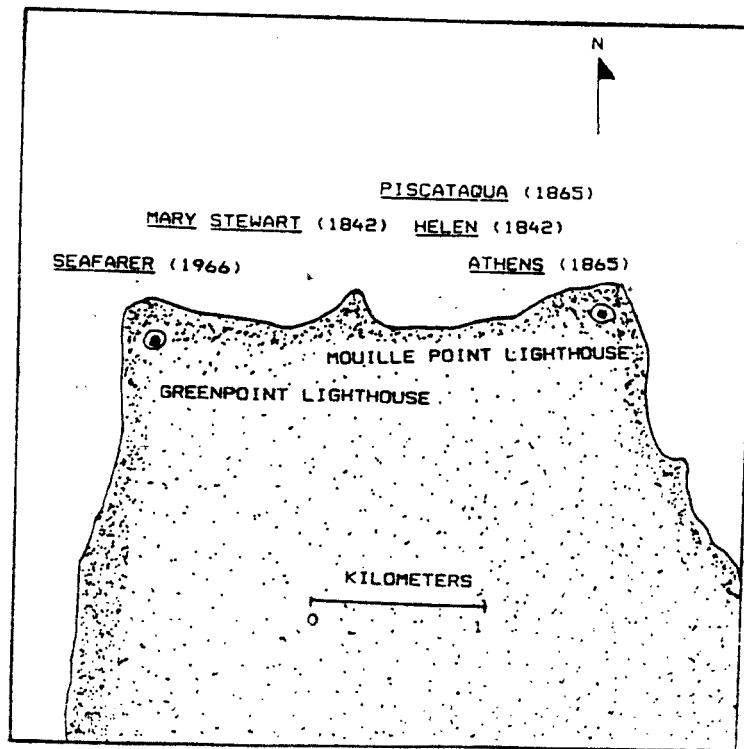 N
PISCATAQUA (1865)
MARY STEWART (1842) HELEN (1842)
SEAFARER (1966) ATHENS (1865)
MOUILLE POINT LIGHTHOUSE
GREENPOINT LIGHTHOUSE
KILOMETERS
0 1